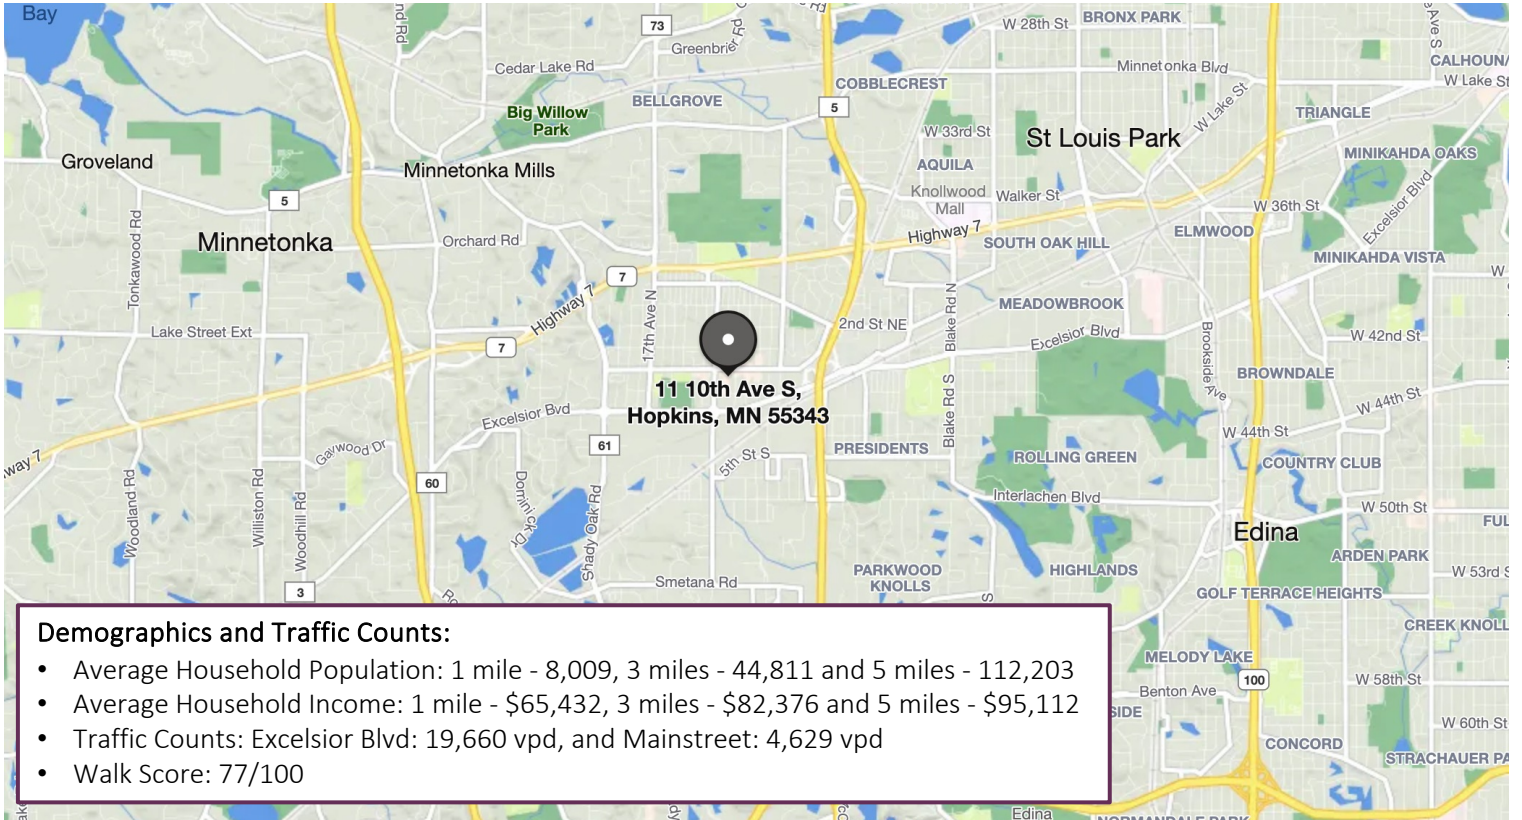 Bay
nd Rd
73
Greenbrier Rd
W 28th St
BRONX PARK
Ave S
CALHOUN
Cedar Lake Rd
Minnetonka Blvd
W Lake St
W Lake St
COBBLECREST
BELLGROVE
Big Willow
Park
5
TRIANGLE
W 33rd St
St Louis Park
Groveland
Minnetonka Mills
AQUILA
MINIKAHDA OAKS
Knollwood
Mall
Walker St
5
W 36th St
Excelsior Blvd
Tonkawood Rd
Minnetonka
Orchard Rd
Highway 7
SOUTH OAK HILL
ELMWOOD
MINIKAHDA VISTA
7
W
Highway 7
17th Ave N
Blake Rd N
MEADOWBROOK
Lake Street Ext
2nd St NE
Excelsior Blvd
Brookside Ave
W 42nd St
7
11 10th Ave S,
Hopkins, MN 55343
BROWNDALE
Blake Rd S
W 44th St
Excelsior Bvd
W 44th St
way 7
Gaywood Dr
61
5th St S
PRESIDENTS
ROLLING GREEN
COUNTRY CLUB
60
Woodland Rd
Williston Rd
Woodhill Rd
Dominick Dr
Shady Oak Rd
Interlachen Blvd
W 50th St
FUL
Edina
ARDEN PARK
PARKWOOD
KNOLLS
HIGHLANDS
W 53rd S
Smetana Rd
3
S
GOLF TERRACE HEIGHTS
CREEK KNOLL
Demographics and Traffic Counts:
• Average Household Population: 1 mile - 8,009, 3 miles - 44,811 and 5 miles - 112,203
• Average Household Income: 1 mile - $65,432, 3 miles - $82,376 and 5 miles - $95,112
• Traffic Counts: Excelsior Blvd: 19,660 vpd, and Mainstreet: 4,629 vpd
• Walk Score: 77/100
MELODY LAKE
100
W 58th St
Benton Ave
SIDE
W 60th St
CONCORD
STRACHAUER PA
Edina
NORMANDALE PARK